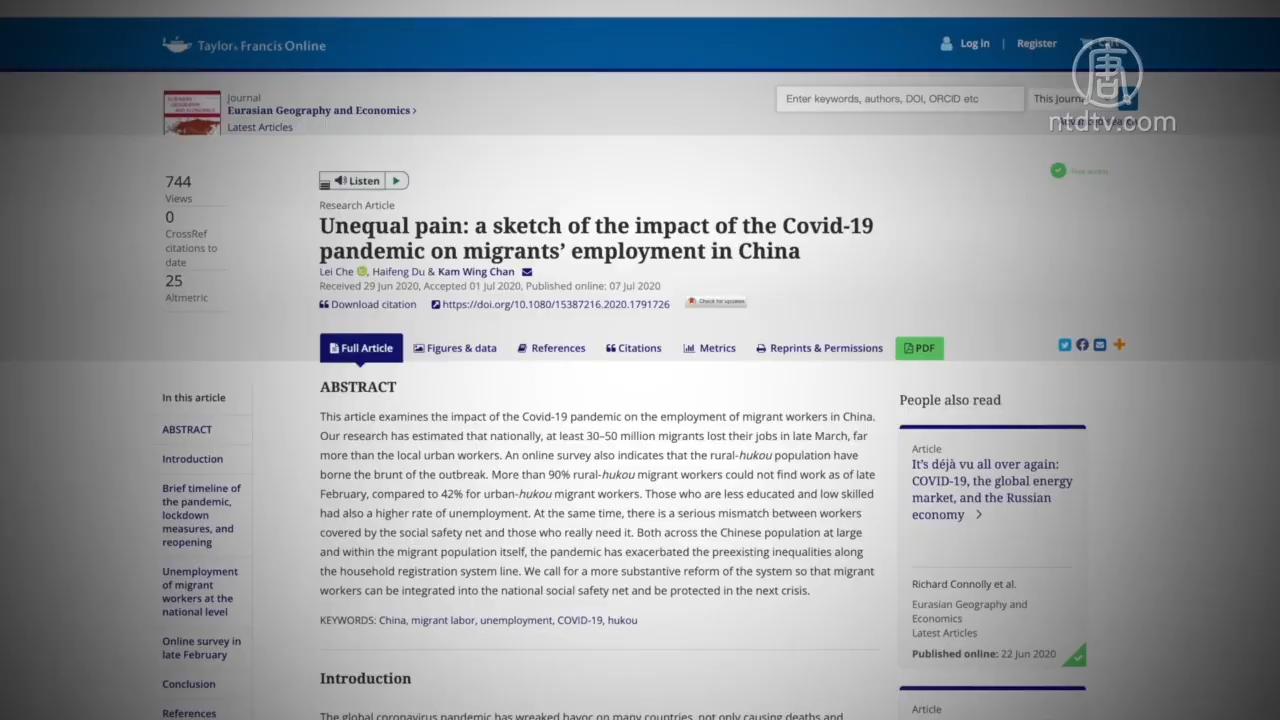 Taylor & Francis Online
Log in | Register
唐
ntdtv.com
Journal
Eurasian Geography and Economics ›
Latest Articles
Enter keywords, authors, DOI, ORCID etc
This Journ
744
Views
0
CrossRef
citations to
date
25
Altmetric
Listen
Free access
Research Article
Unequal pain: a sketch of the impact of the Covid-19
pandemic on migrants’ employment in China
Lei Che, Haifeng Du & Kam Wing Chan
Received 29 Jun 2020, Accepted 01 Jul 2020, Published online: 07 Jul 2020
Download citation https://doi.org/10.1080/15387216.2020.1791726 Check for updates
Full Article Figures & data References Citations Metrics Reprints & Permissions PDF
In this article
ABSTRACT
Introduction
Brief timeline of
the pandemic,
lockdown
measures, and
reopening
Unemployment
of migrant
workers at the
national level
Online survey in
late February
Conclusion
References
ABSTRACT
This article examines the impact of the Covid-19 pandemic on the employment of migrant workers in China.
Our research has estimated that nationally, at least 30–50 million migrants lost their jobs in late March, far
more than the local urban workers. An online survey also indicates that the rural-hukou population have
borne the brunt of the outbreak. More than 90% rural-hukou migrant workers could not find work as of late
February, compared to 42% for urban-hukou migrant workers. Those who are less educated and low skilled
had also a higher rate of unemployment. At the same time, there is a serious mismatch between workers
covered by the social safety net and those who really need it. Both across the Chinese population at large
and within the migrant population itself, the pandemic has exacerbated the preexisting inequalities along
the household registration system line. We call for a more substantive reform of the system so that migrant
workers can be integrated into the national social safety net and be protected in the next crisis.
KEYWORDS: China, migrant labor, unemployment, COVID-19, hukou
Introduction
The global coronavirus pandemic has wreaked havoc on many countries, not only causing deaths and
People also read
Article
It’s déjà vu all over again:
COVID-19, the global energy
market, and the Russian
economy
Richard Connolly et al.
Eurasian Geography and
Economics
Latest Articles
Published online: 22 Jun 2020
Article